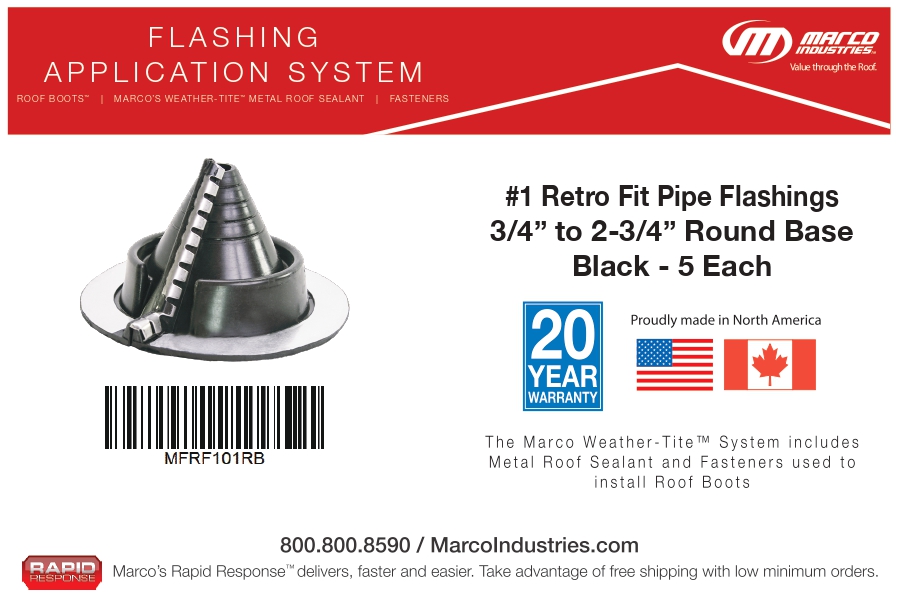 FLASHING
APPLICATION SYSTEM
ROOF BOOTS™ | MARCO'S WEATHER-TITE™ METAL ROOF SEALANT | FASTENERS
MARCO
INDUSTRIES™
Value through the Roof.
#1 Retro Fit Pipe Flashings
3/4” to 2-3/4” Round Base
Black - 5 Each
20
YEAR
WARRANTY
Proudly made in North America
MFRF101RB
The Marco Weather-Tite™ System includes
Metal Roof Sealant and Fasteners used to
install Roof Boots
800.800.8590 / MarcoIndustries.com
RAPID
RESPONSE
Marco's Rapid Response™ delivers, faster and easier. Take advantage of free shipping with low minimum orders.